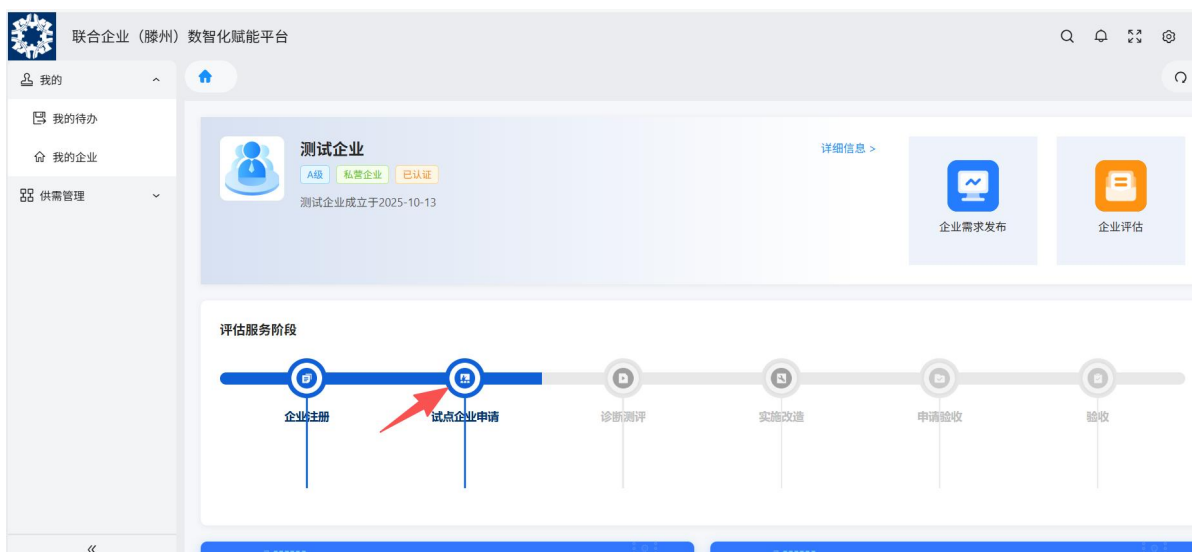 联合企业（滕州）数智化赋能平台
我的
我的待办
我的企业
供需管理
测试企业
详细信息 >
A级 私营企业 已认证
测试企业成立于2025-10-13
企业需求发布
企业评估
评估服务阶段
企业注册
试点企业申请
诊断测评
实施改造
申请验收
验收